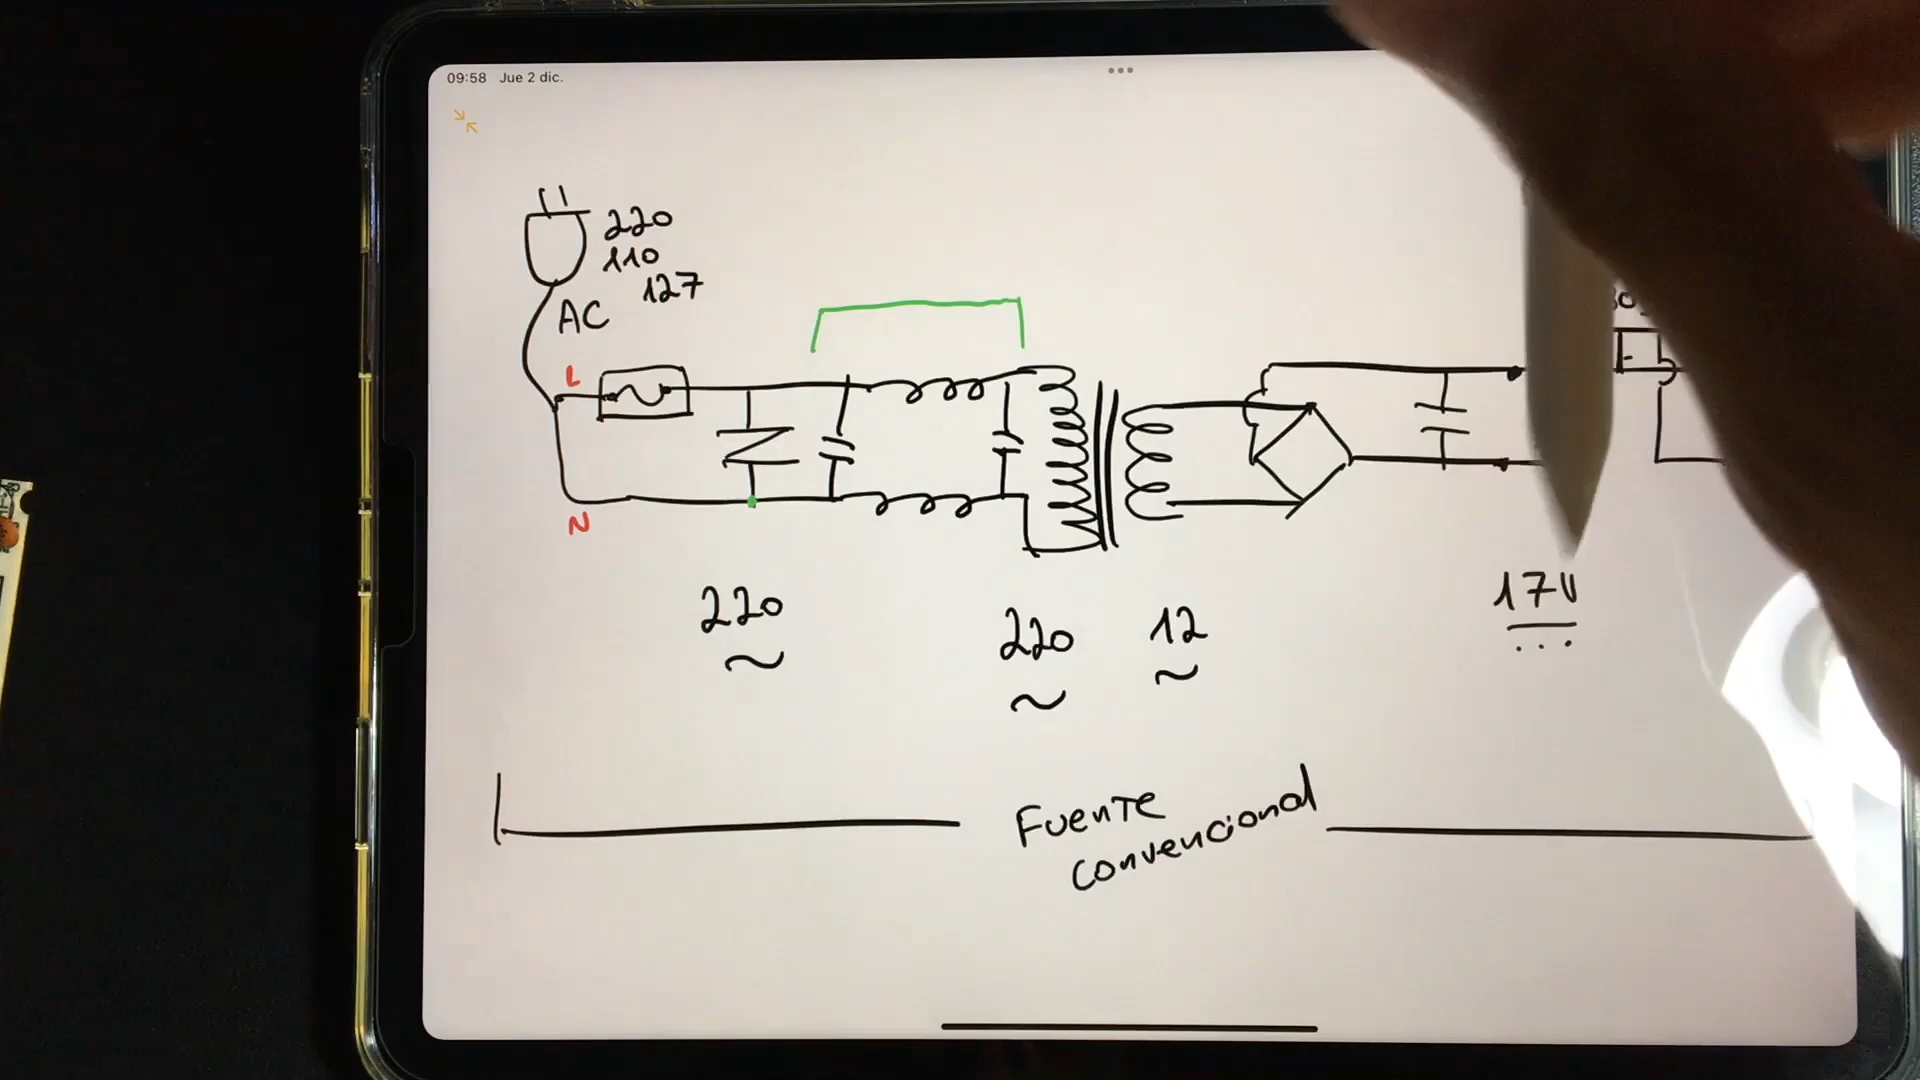 09:58 Jue 2 dic.
220
110
127
AC
L
N
220
220
12
17V
Fuente
convencional